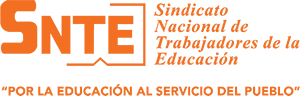 SNTE
Sindicato
Nacional de
Trabajadores de la
Educación
"POR LA EDUCACIÓN AL SERVICIO DEL PUEBLO"